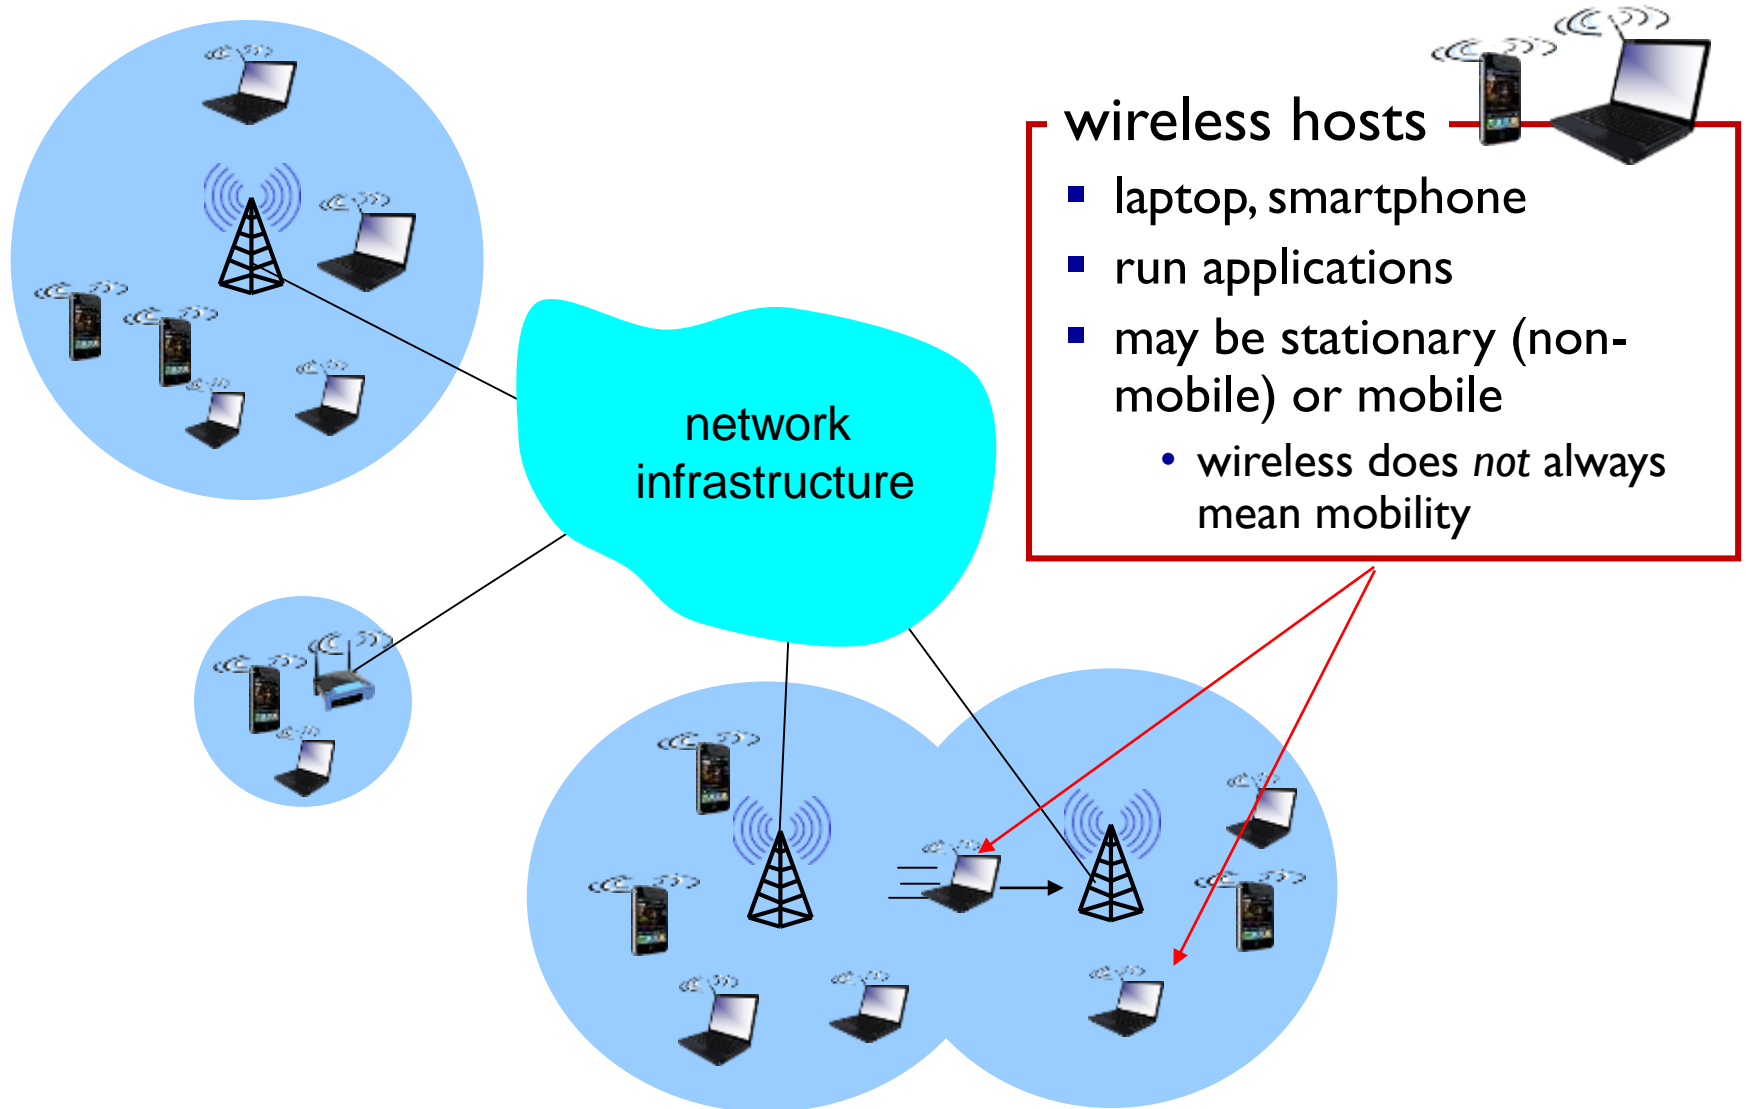 wireless hosts
laptop, smartphone
run applications
may be stationary (non-
mobile) or mobile
wireless does not always
mean mobility
network
infrastructure